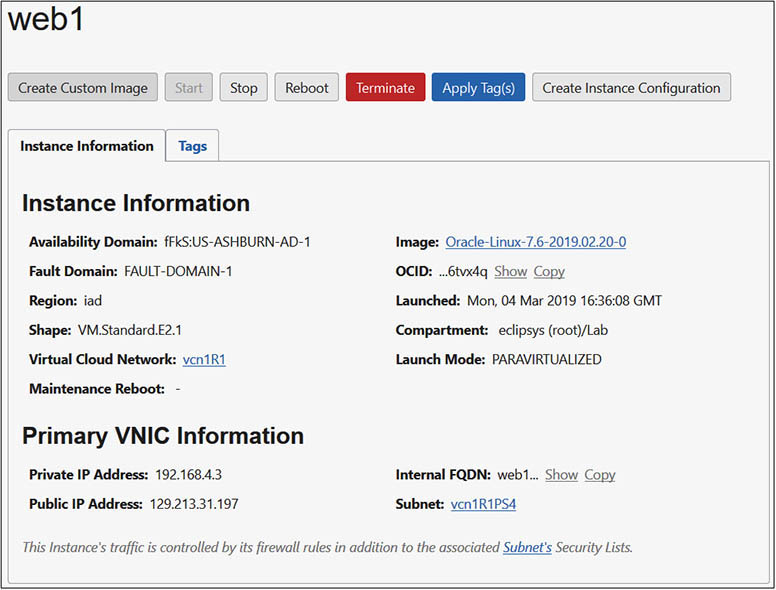 web1
Create Custom Image Start Stop Reboot Terminate Apply Tag(s) Create Instance Configuration
Instance Information Tags
Instance Information
Availability Domain: fFkS:US-ASHBURN-AD-1
Fault Domain: FAULT-DOMAIN-1
Region: iad
Shape: VM.Standard.E2.1
Virtual Cloud Network: vcn1R1
Maintenance Reboot: -
Image: Oracle-Linux-7.6-2019.02.20-0
OCID: ...6tvx4q Show Copy
Launched: Mon, 04 Mar 2019 16:36:08 GMT
Compartment: eclipsys (root)/Lab
Launch Mode: PARAVIRTUALIZED
Primary VNIC Information
Private IP Address: 192.168.4.3
Public IP Address: 129.213.31.197
Internal FQDN: web1... Show Copy
Subnet: vcn1R1PS4
This Instance's traffic is controlled by its firewall rules in addition to the associated Subnet's Security Lists.